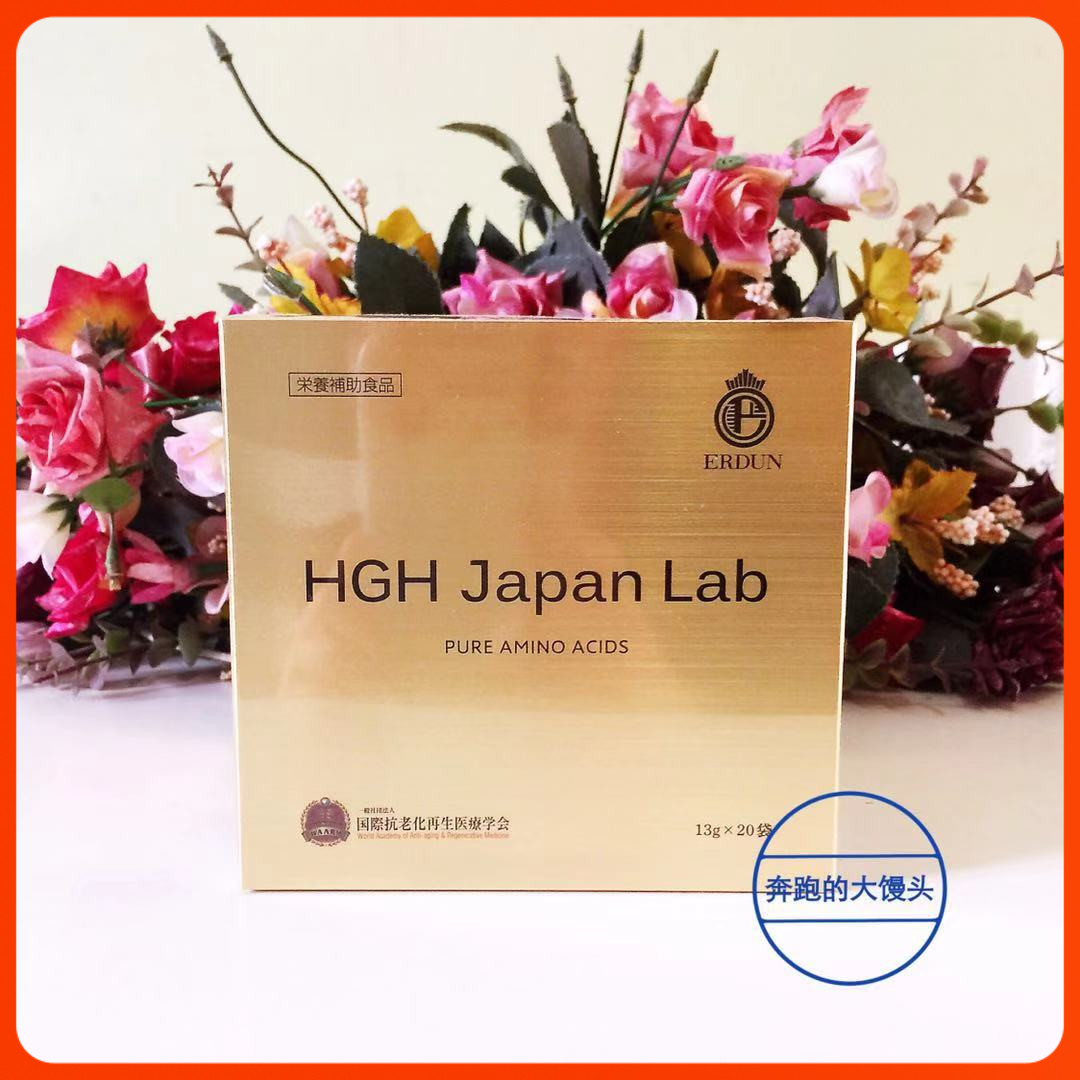 栄養補助食品
ERDUN
HGH Japan Lab
PURE AMINO ACIDS
一般社団法人
WAARM
国際抗老化再生医療学会
World Academy of Anti-aging & Regenerative Medicine
13g×20袋
奔跑的大馒头